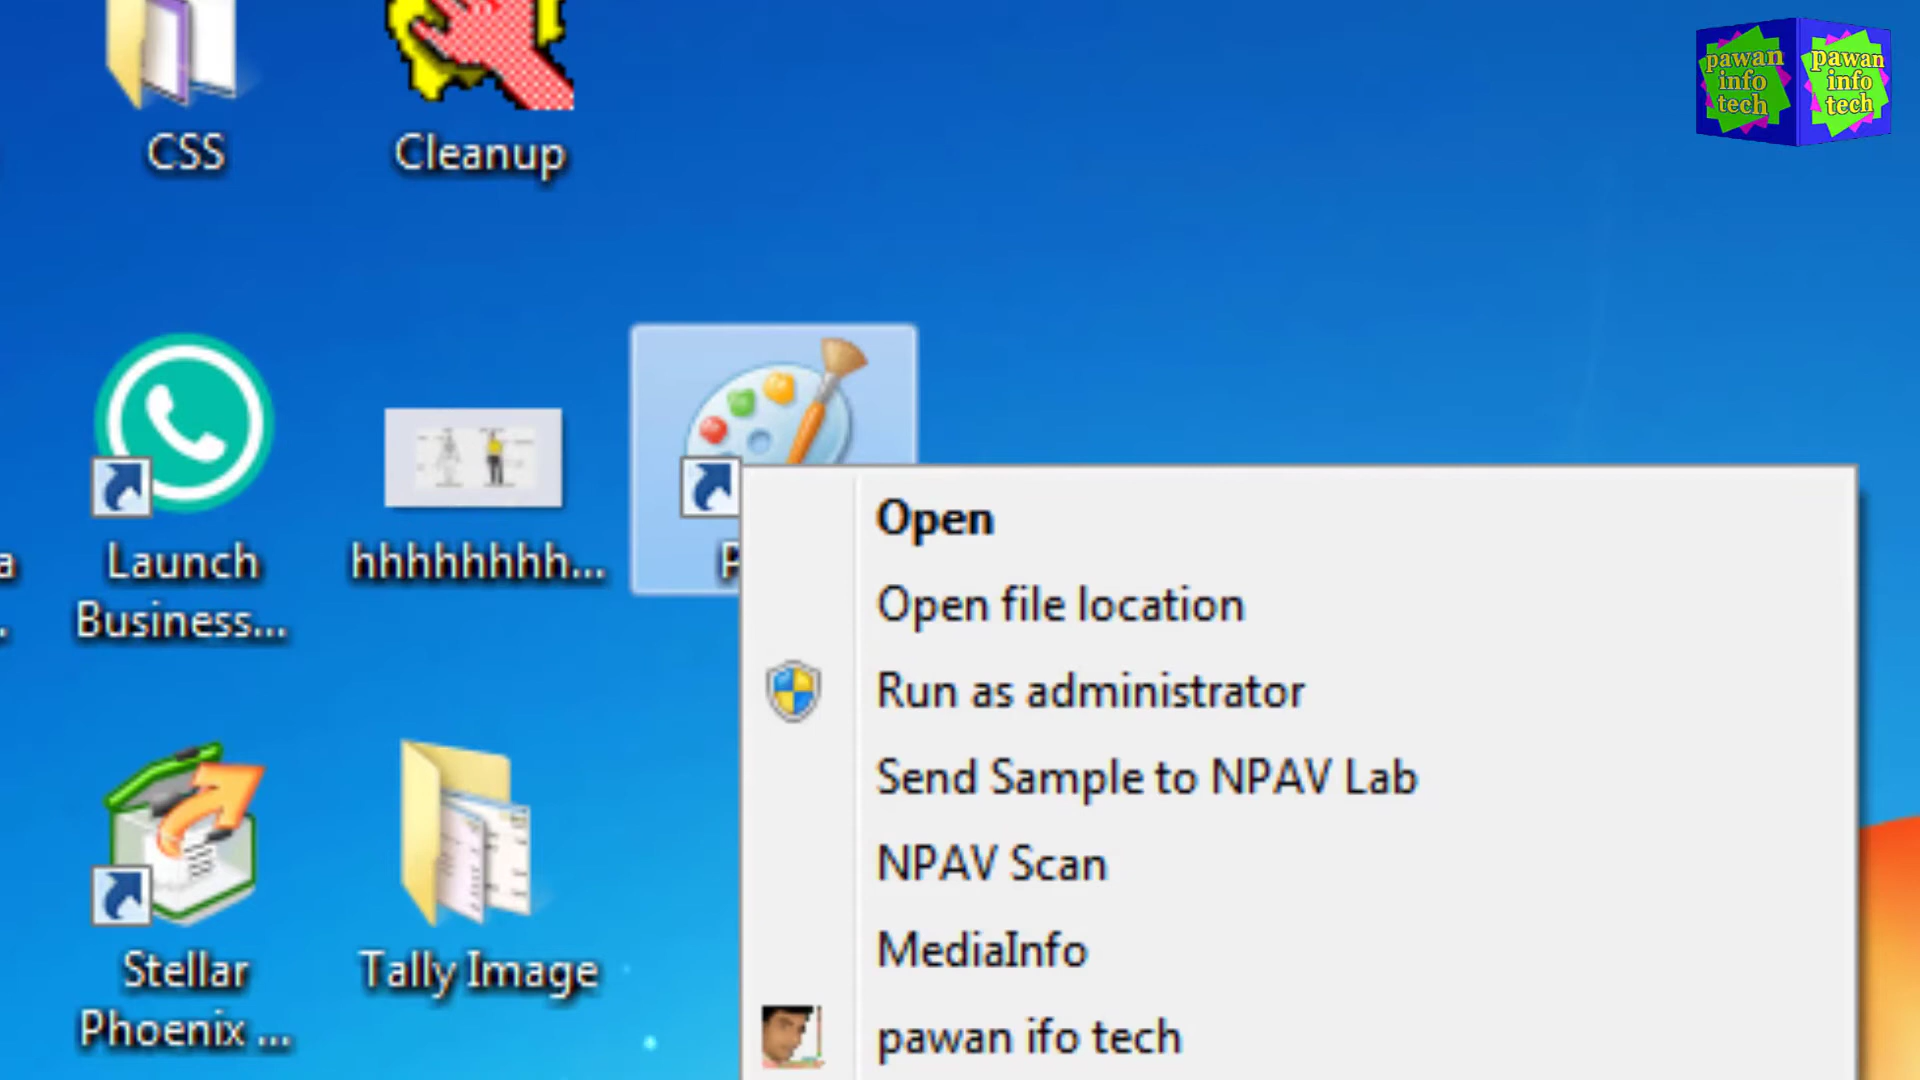 pawan
info
tech
pawan
info
tech
CSS
Cleanup
Launch
Business...
hhhhhhhh...
P
Open
Open file location
Run as administrator
Send Sample to NPAV Lab
NPAV Scan
MediaInfo
pawan ifo tech
Stellar
Phoenix ...
Tally Image
a